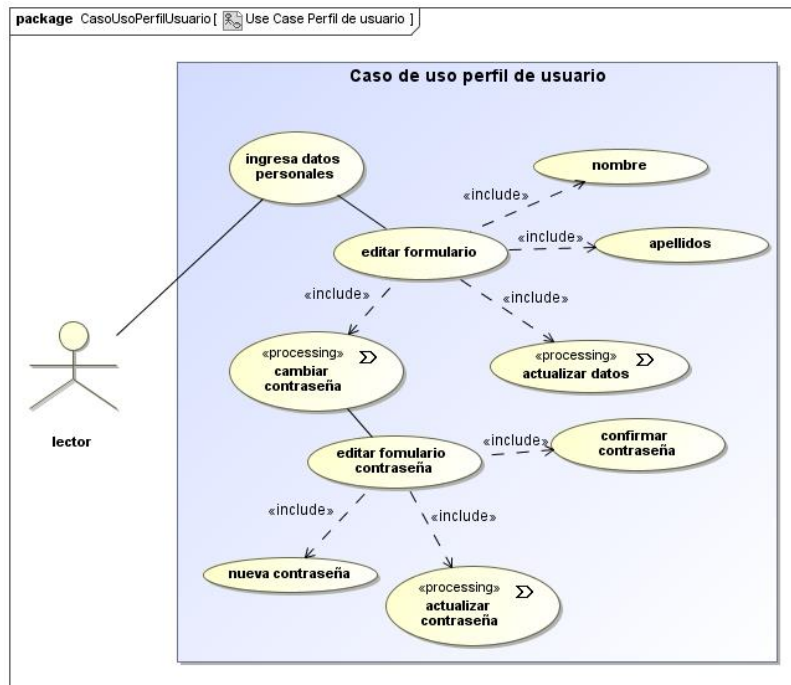 package CasoUsoPerfilUsuario [ Use Case Perfil de usuario ]
Caso de uso perfil de usuario
ingresa datos
personales
nombre
«include»
editar formulario
«include»
apellidos
«include»
«include»
«processing»
cambiar
contraseña
«processing»
actualizar datos
lector
editar fomulario
contraseña
«include»
confirmar
contraseña
«include»
«include»
nueva contraseña
«processing»
actualizar
contraseña